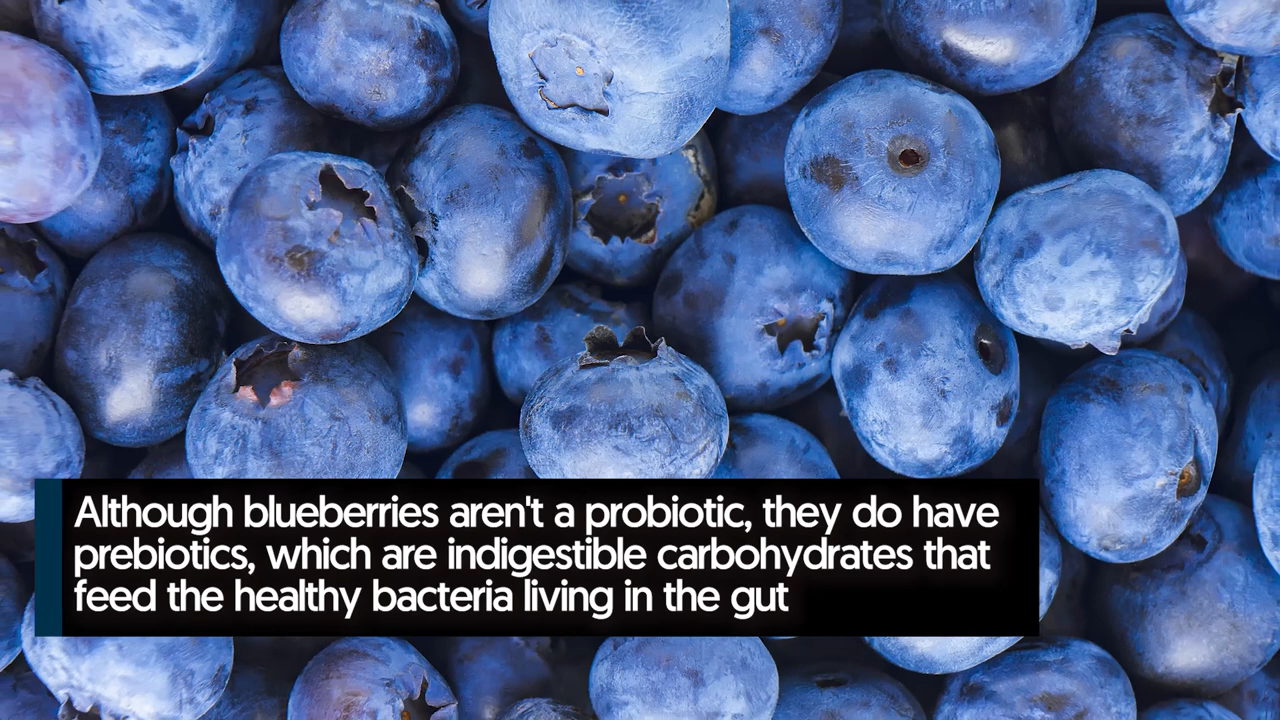 Although blueberries aren't a probiotic, they do have
prebiotics, which are indigestible carbohydrates that
feed the healthy bacteria living in the gut